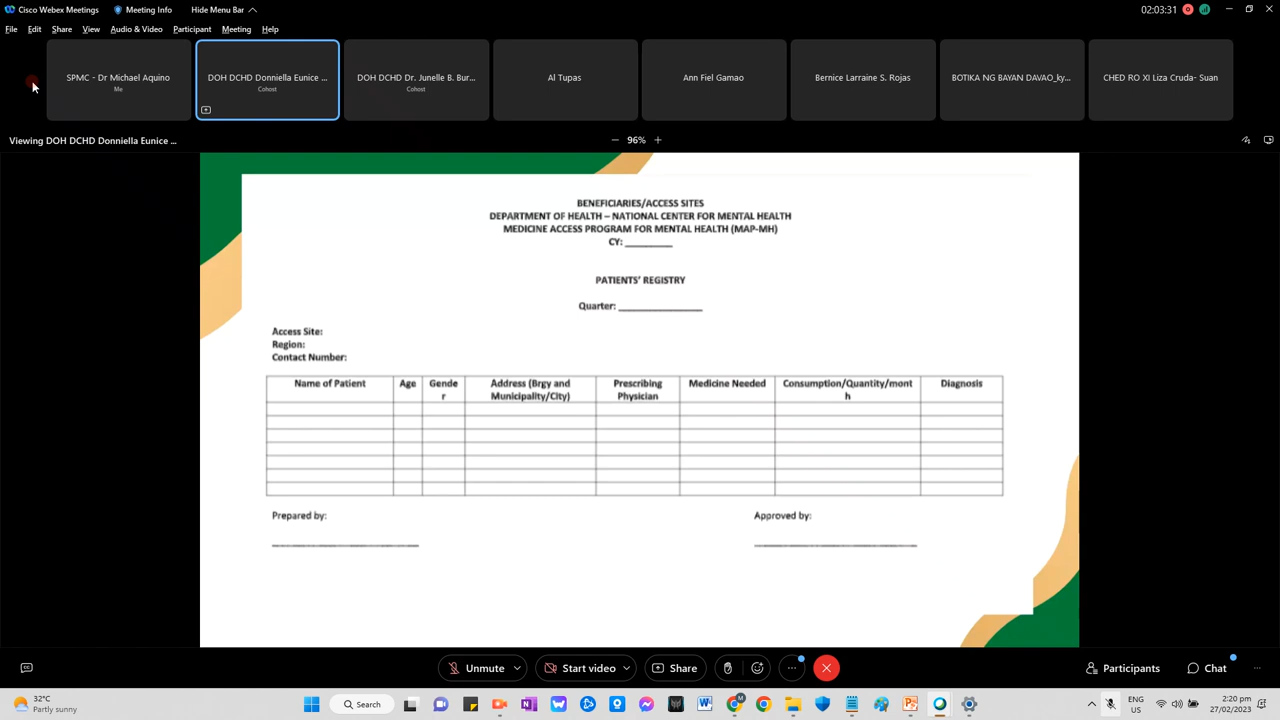 Cisco Webex Meetings Meeting Info Hide Menu Bar 02:03:31
File Edit Share View Audio & Video Participant Meeting Help
SPMC - Dr Michael Aquino
Me
DOH DCHD Donniella Eunice ...
Cohost
DOH DCHD Dr. Junelle B. Bur...
Cohost
Al Tupas
Ann Fiel Gamao
Bernice Larraine S. Rojas
BOTIKA NG BAYAN DAVAO_ky...
CHED RO XI Liza Cruda- Suan
Viewing DOH DCHD Donniella Eunice ... 96%
BENEFICIARIES/ACCESS SITES
DEPARTMENT OF HEALTH – NATIONAL CENTER FOR MENTAL HEALTH
MEDICINE ACCESS PROGRAM FOR MENTAL HEALTH (MAP-MH)
CY: ________
PATIENTS' REGISTRY
Quarter: ______________
Access Site:
Region:
Contact Number:
Name of Patient Age Gende Address (Brgy and Prescribing Medicine Needed Consumption/Quantity/mont Diagnosis
r Municipality/City) Physician h
Prepared by: Approved by:
Unmute Start video Share Participants Chat
32°C
Partly sunny
Search
ENG
US
2:20 pm
27/02/2023